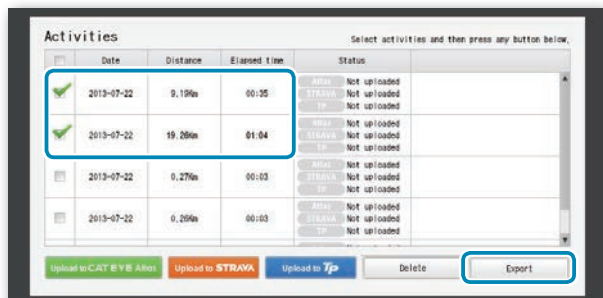 Activities
Select activities and then press any button below.
Date Distance Elapsed time Status
2013-07-22 9.19Km 00:35
Atlas Not uploaded
STRAVA Not uploaded
TP Not uploaded
2013-07-22 19.26Km 01:04
Atlas Not uploaded
STRAVA Not uploaded
TP Not uploaded
2013-07-22 0.27Km 00:03
Atlas Not uploaded
STRAVA Not uploaded
TP Not uploaded
2013-07-22 0.26Km 00:03
Atlas Not uploaded
STRAVA Not uploaded
TP Not uploaded
Upload to CATEYE Atlas Upload to STRAVA Upload to TP Delete Export